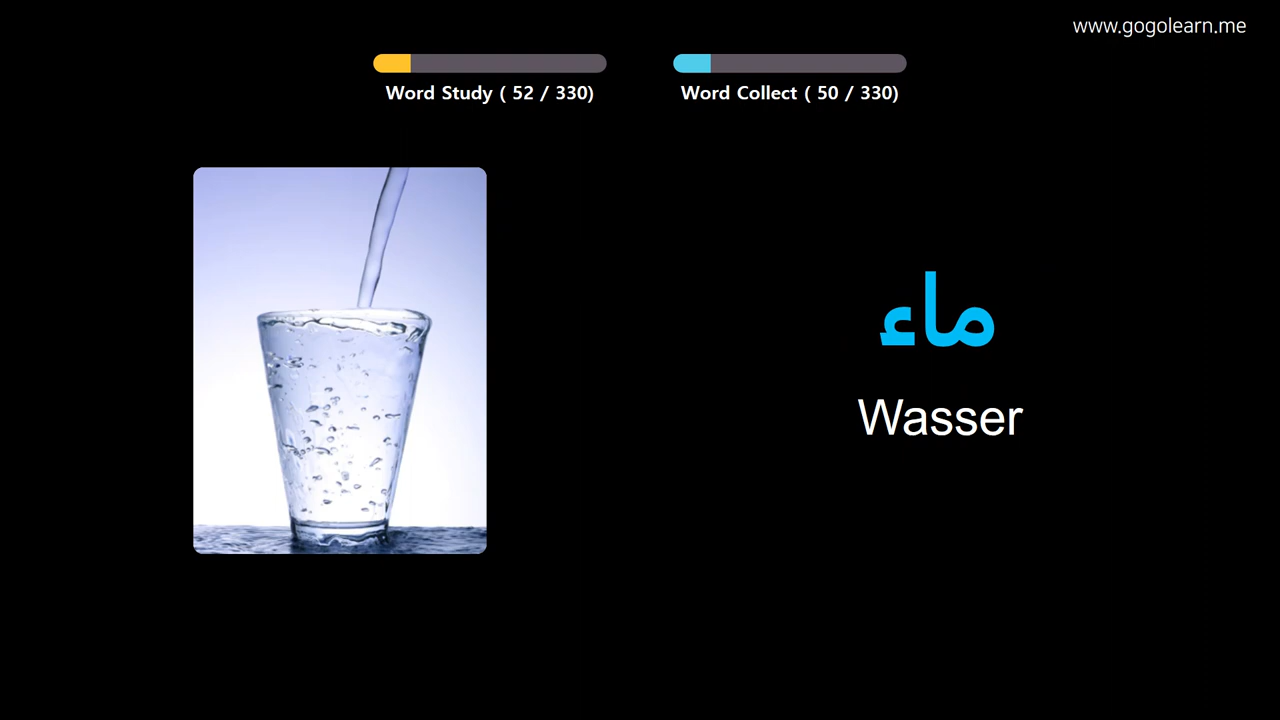 www.gogolearn.me
Word Study ( 52 / 330)
Word Collect ( 50 / 330)
ماء
Wasser